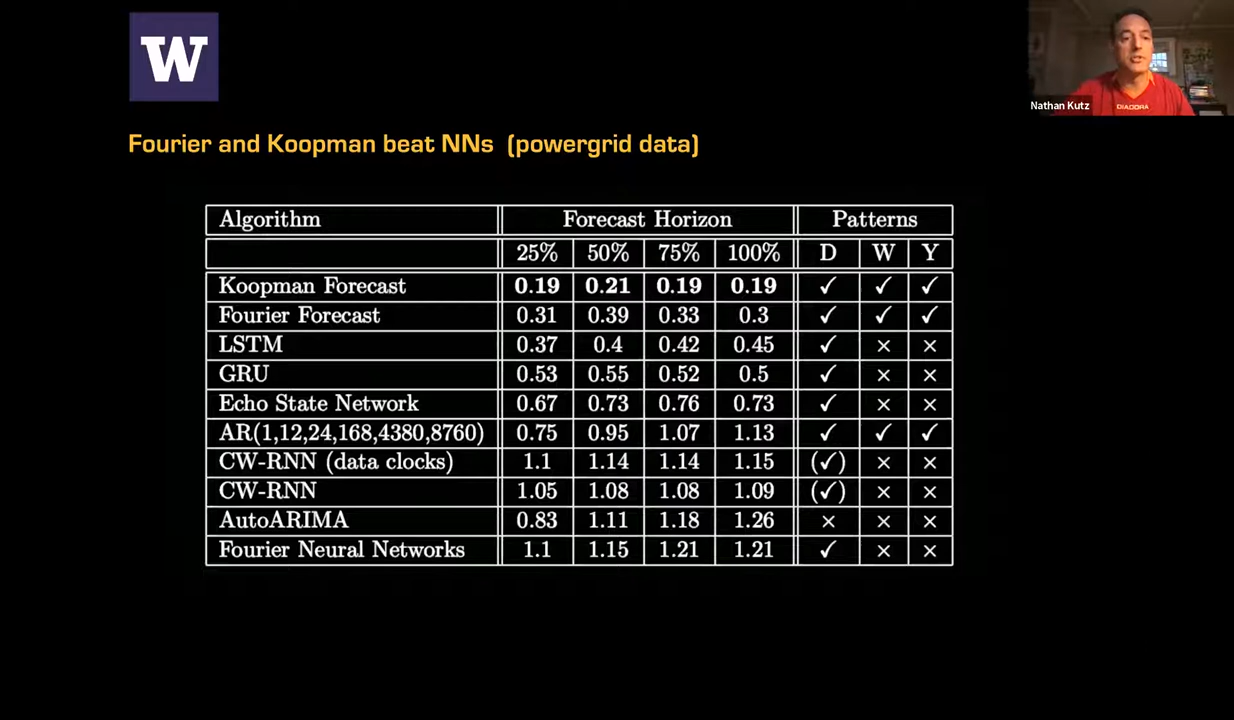 W
Nathan Kutz
DIADORA
Fourier and Koopman beat NNs (powergrid data)
Algorithm Forecast Horizon Patterns
25% 50% 75% 100% D W Y
Koopman Forecast 0.19 0.21 0.19 0.19 ✓ ✓ ✓
Fourier Forecast 0.31 0.39 0.33 0.3 ✓ ✓ ✓
LSTM 0.37 0.4 0.42 0.45 ✓ × ×
GRU 0.53 0.55 0.52 0.5 ✓ × ×
Echo State Network 0.67 0.73 0.76 0.73 ✓ × ×
AR(1,12,24,168,4380,8760) 0.75 0.95 1.07 1.13 ✓ ✓ ✓
CW-RNN (data clocks) 1.1 1.14 1.14 1.15 (✓) × ×
CW-RNN 1.05 1.08 1.08 1.09 (✓) × ×
AutoARIMA 0.83 1.11 1.18 1.26 × × ×
Fourier Neural Networks 1.1 1.15 1.21 1.21 ✓ × ×